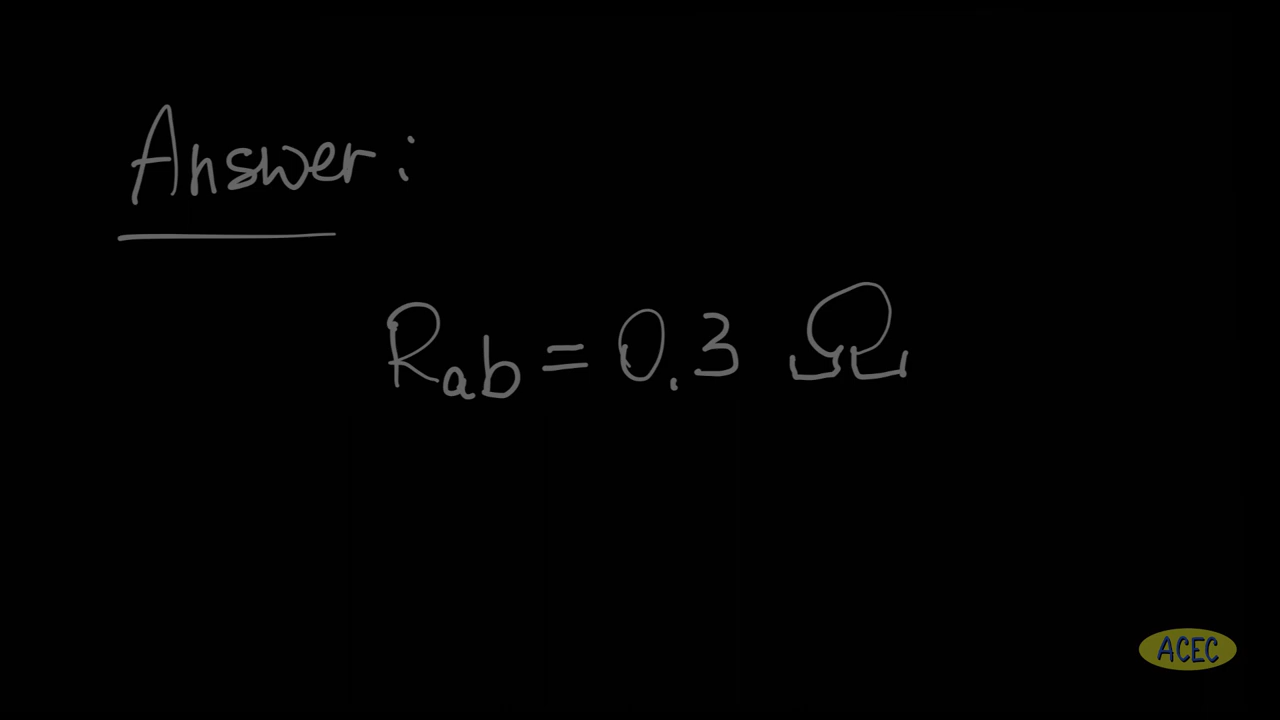 Answer:
Rab = 0.3 Ω
ACEC